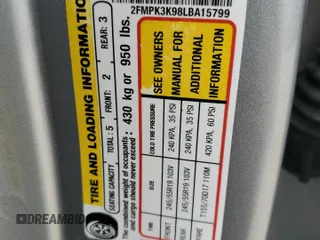 2FMPK3K98LBA15799
TIRE AND LOADING INFORMATION
SEATING CAPACITY TOTAL: 5 FRONT: 2 REAR: 3
The combined weight of occupants and cargo should never exceed: 430 kg or 950 lbs.
SIZE COLD TIRE PRESSURE
FRONT 245/55R19 103V 240 KPA, 35 PSI
REAR 245/55R19 103V 240 KPA, 35 PSI
SPARE T155/70D17 110M 420 KPA, 60 PSI
SEE OWNERS
MANUAL FOR
ADDITIONAL
INFORMATION
DREAMBID